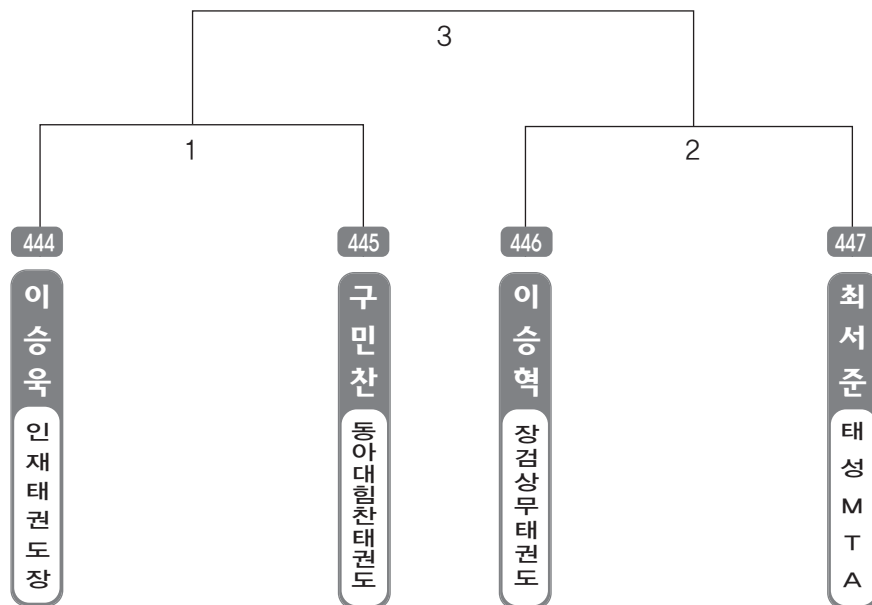 3
1
2
444
445
446
447
이승욱
구민찬
이승혁
최서준
인재태권도장
동아대힘찬태권도
장검상무태권도
태성MTA